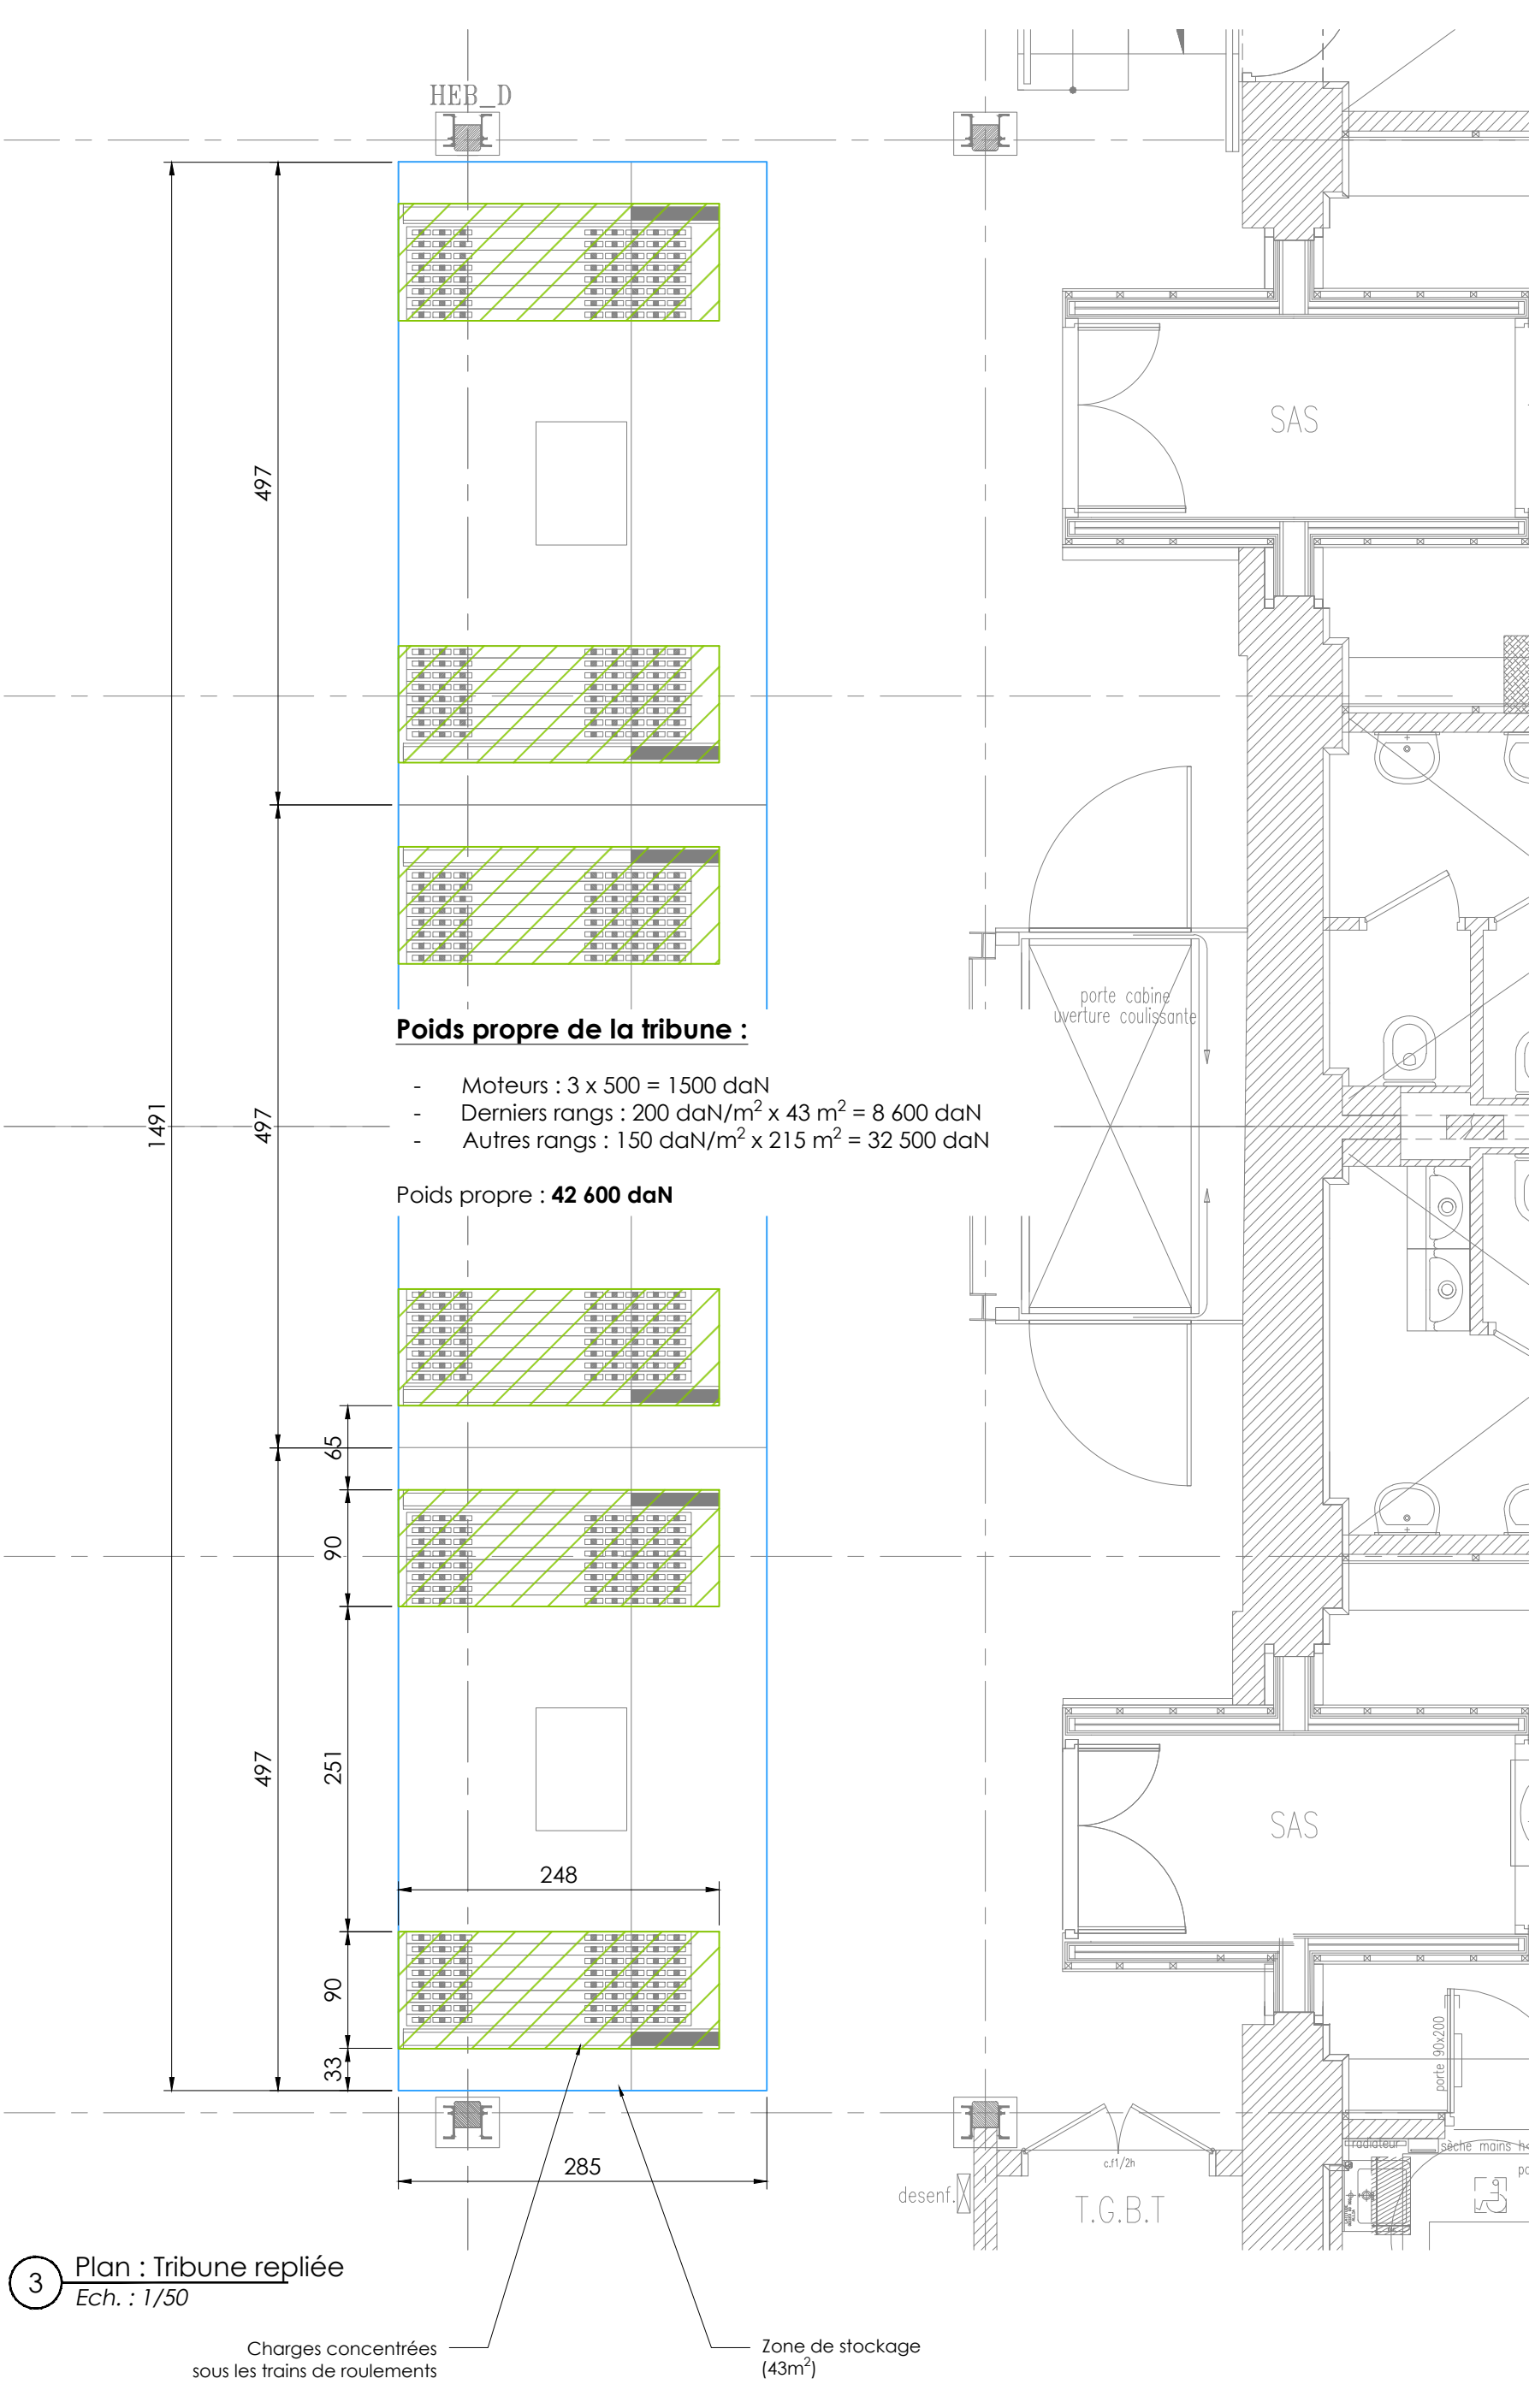 HEB_D
SAS
497
porte cabine
uverture coulissante
Poids propre de la tribune :
- Moteurs : 3 x 500 = 1500 daN
- Derniers rangs : 200 daN/m² x 43 m² = 8 600 daN
- Autres rangs : 150 daN/m² x 215 m² = 32 500 daN
1491
497
Poids propre : 42 600 daN
65
90
497
251
SAS
248
90
33
porte 90x200
radiateur
sèche mains
285
c.f1/2h
desenf.
T.G.B.T
3
Plan : Tribune repliée
Ech. : 1/50
Charges concentrées
sous les trains de roulements
Zone de stockage
(43m²)